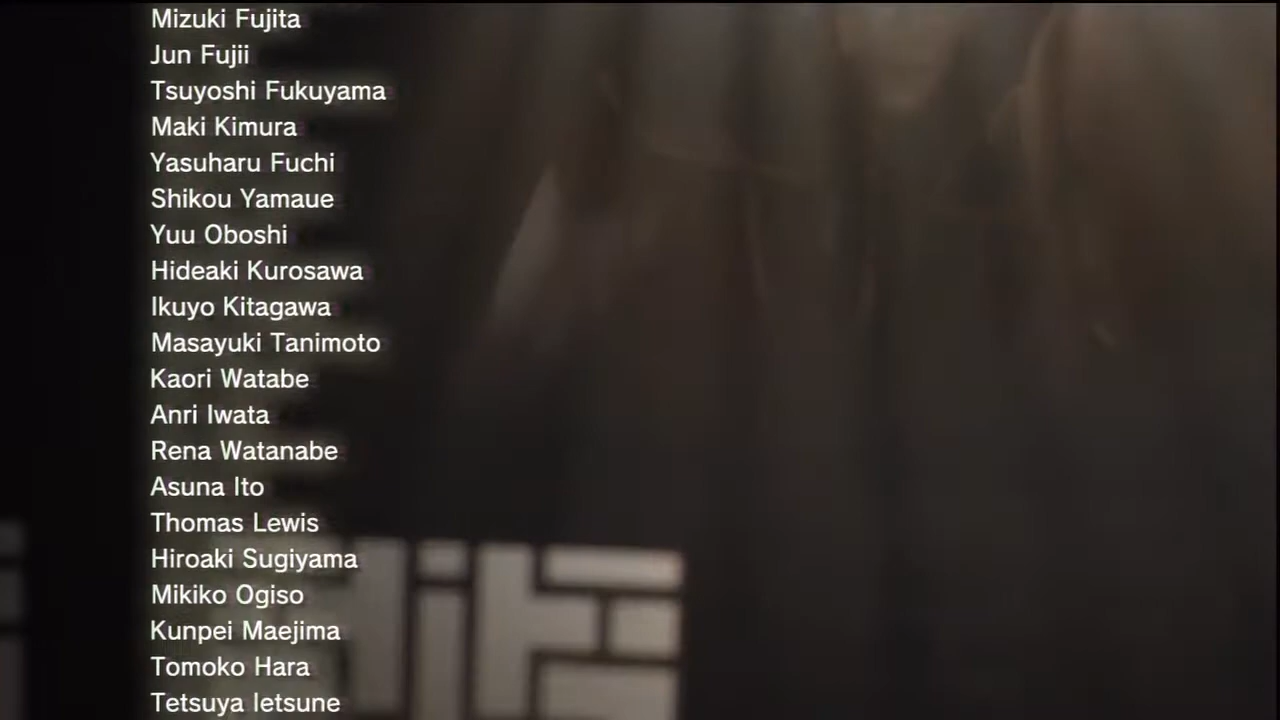 Mizuki Fujita
Jun Fujii
Tsuyoshi Fukuyama
Maki Kimura
Yasuharu Fuchi
Shikou Yamaue
Yuu Oboshi
Hideaki Kurosawa
Ikuyo Kitagawa
Masayuki Tanimoto
Kaori Watabe
Anri Iwata
Rena Watanabe
Asuna Ito
Thomas Lewis
Hiroaki Sugiyama
Mikiko Ogiso
Kunpei Maejima
Tomoko Hara
Tetsuya Ietsune